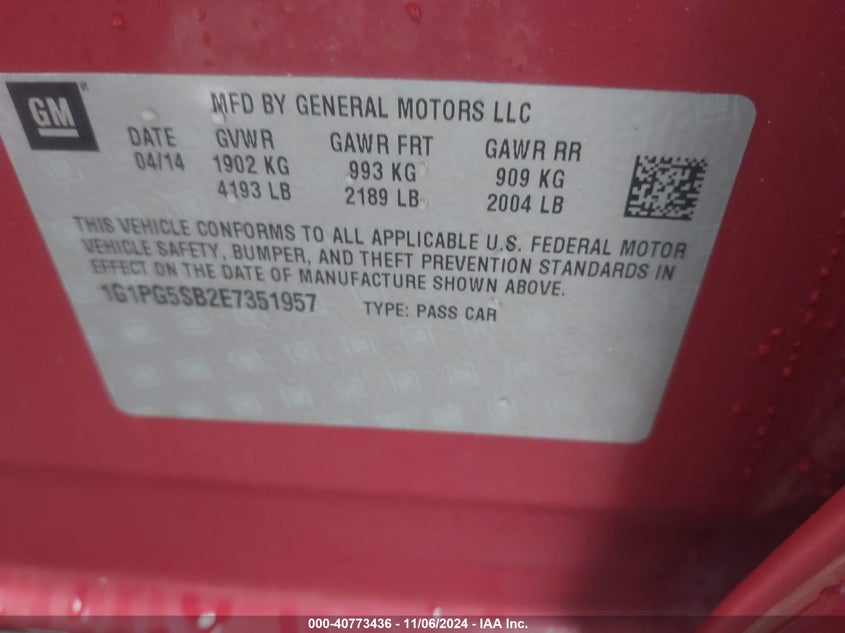 GM ®
MFD BY GENERAL MOTORS LLC
DATE GVWR GAWR FRT GAWR RR
04/14 1902 KG 993 KG 909 KG
4193 LB 2189 LB 2004 LB
THIS VEHICLE CONFORMS TO ALL APPLICABLE U.S. FEDERAL MOTOR
VEHICLE SAFETY, BUMPER, AND THEFT PREVENTION STANDARDS IN
EFFECT ON THE DATE OF MANUFACTURE SHOWN ABOVE.
1G1PG5SB2E7351957 TYPE: PASS CAR
000-40773436 - 11/06/2024 - IAA Inc.